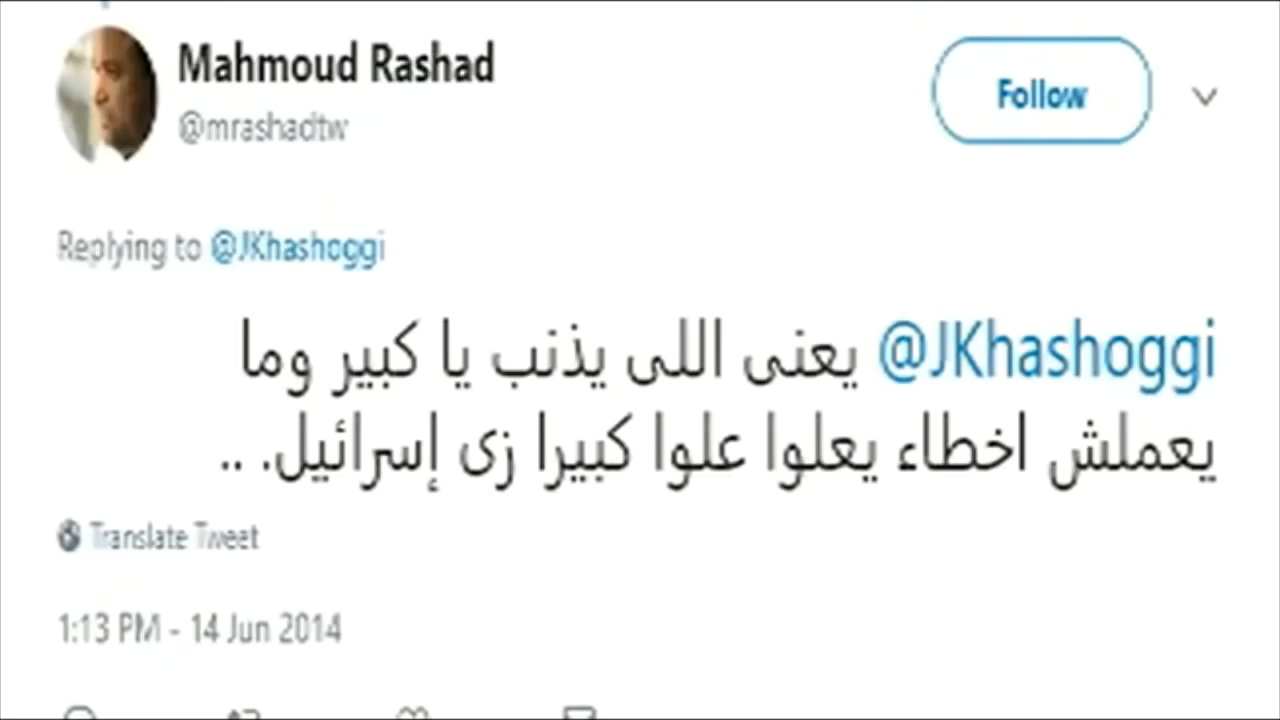 Mahmoud Rashad
@mrashadtw
Follow
Replying to @JKhashoggi
@JKhashoggi يعنى اللى يذنب يا كبير وما
يعملش اخطاء يعلوا علوا كبيرا زى إسرائيل. ..
Translate Tweet
1:13 PM - 14 Jun 2014